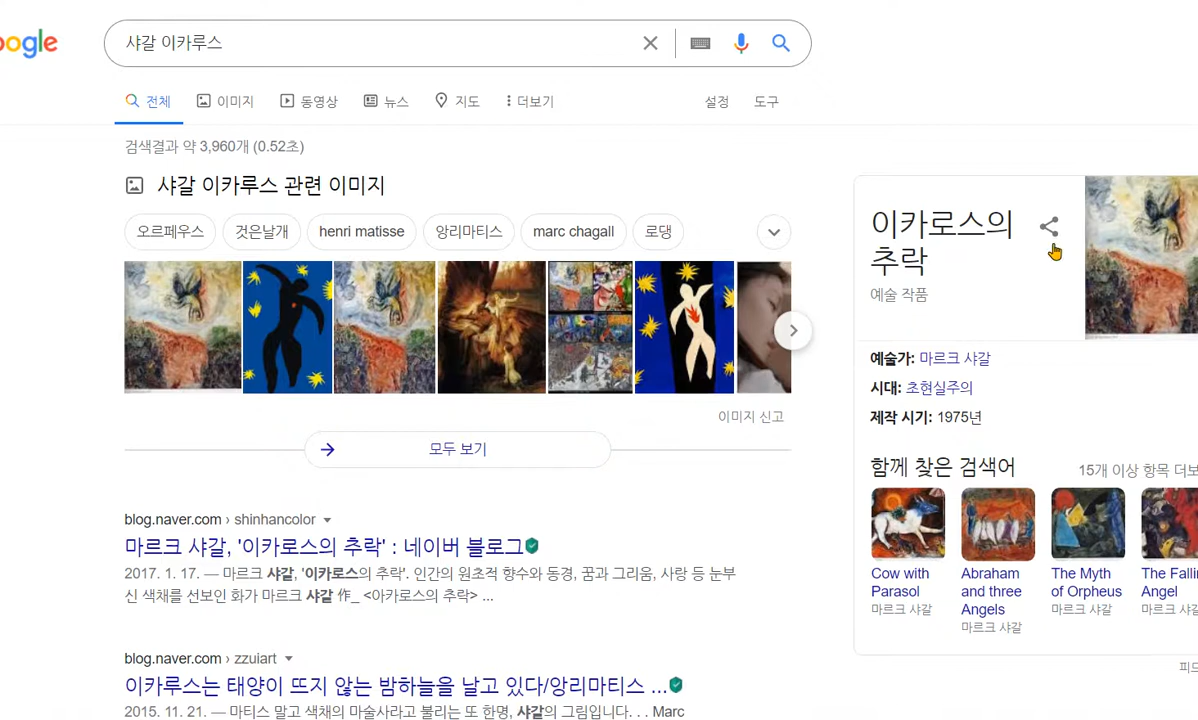 oogle
샤갈 이카루스
전체 이미지 동영상 뉴스 지도 더보기 설정 도구
검색결과 약 3,960개 (0.52초)
샤갈 이카루스 관련 이미지
오르페우스 것은날개 henri matisse 앙리마티스 marc chagall 로댕
이미지 신고
모두 보기
blog.naver.com › shinhancolor
마르크 샤갈, '이카로스의 추락' : 네이버 블로그
2017. 1. 17. — 마르크 샤갈, '이카로스의 추락'. 인간의 원초적 향수와 동경, 꿈과 그리움, 사랑 등 눈부
신 색채를 선보인 화가 마르크 샤갈 作_ <아카로스의 추락> ...
blog.naver.com › zzuiart
이카루스는 태양이 뜨지 않는 밤하늘을 날고 있다/앙리마티스 ...
2015. 11. 21. — 마티스 말고 색채의 마술사라고 불리는 또 한명, 샤갈의 그림입니다. . . Marc
이카로스의
추락
예술 작품
예술가: 마르크 샤갈
시대: 초현실주의
제작 시기: 1975년
함께 찾은 검색어 15개 이상 항목 더보
Cow with
Parasol
마르크 샤갈
Abraham
and three
Angels
마르크 샤갈
The Myth
of Orpheus
마르크 샤갈
The Falli
Angel
마르크 샤갈
피드